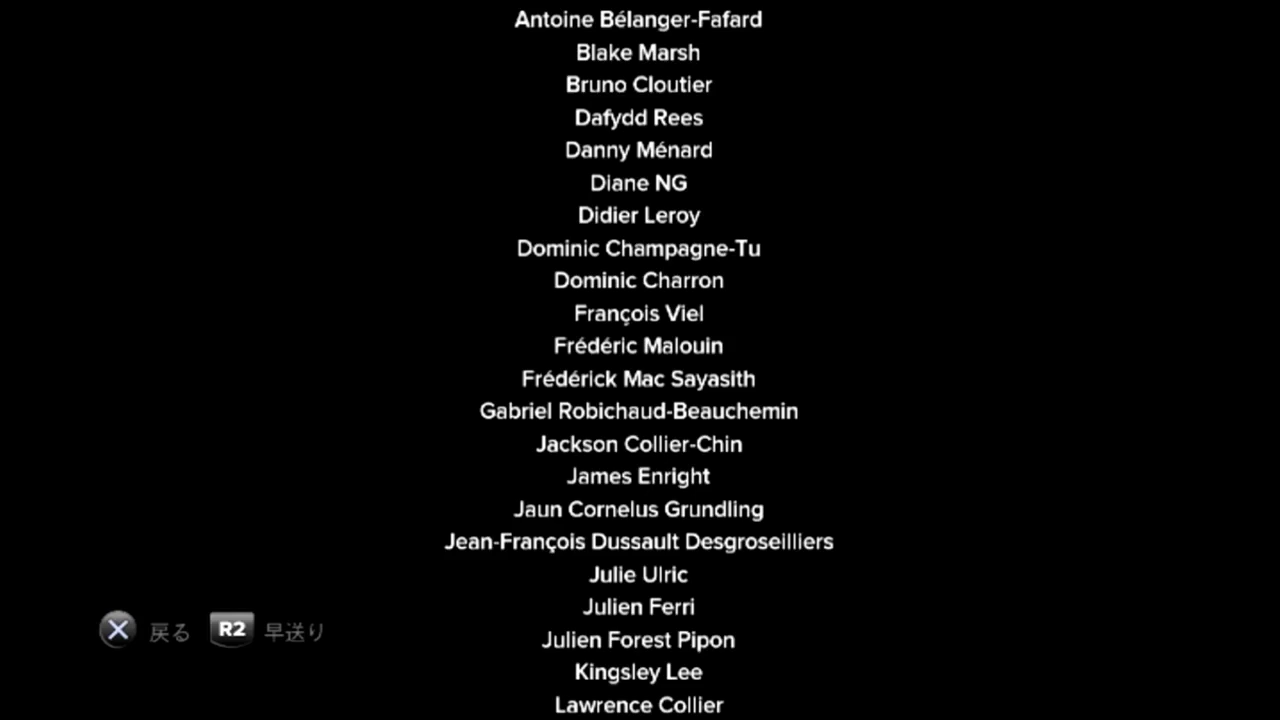 Antoine Bélanger-Fafard
Blake Marsh
Bruno Cloutier
Dafydd Rees
Danny Ménard
Diane NG
Didier Leroy
Dominic Champagne-Tu
Dominic Charron
François Viel
Frédéric Malouin
Frédérick Mac Sayasith
Gabriel Robichaud-Beauchemin
Jackson Collier-Chin
James Enright
Jaun Cornelus Grundling
Jean-François Dussault Desgroseilliers
Julie Ulric
Julien Ferri
戻る R2 早送り
Julien Forest Pipon
Kingsley Lee
Lawrence Collier